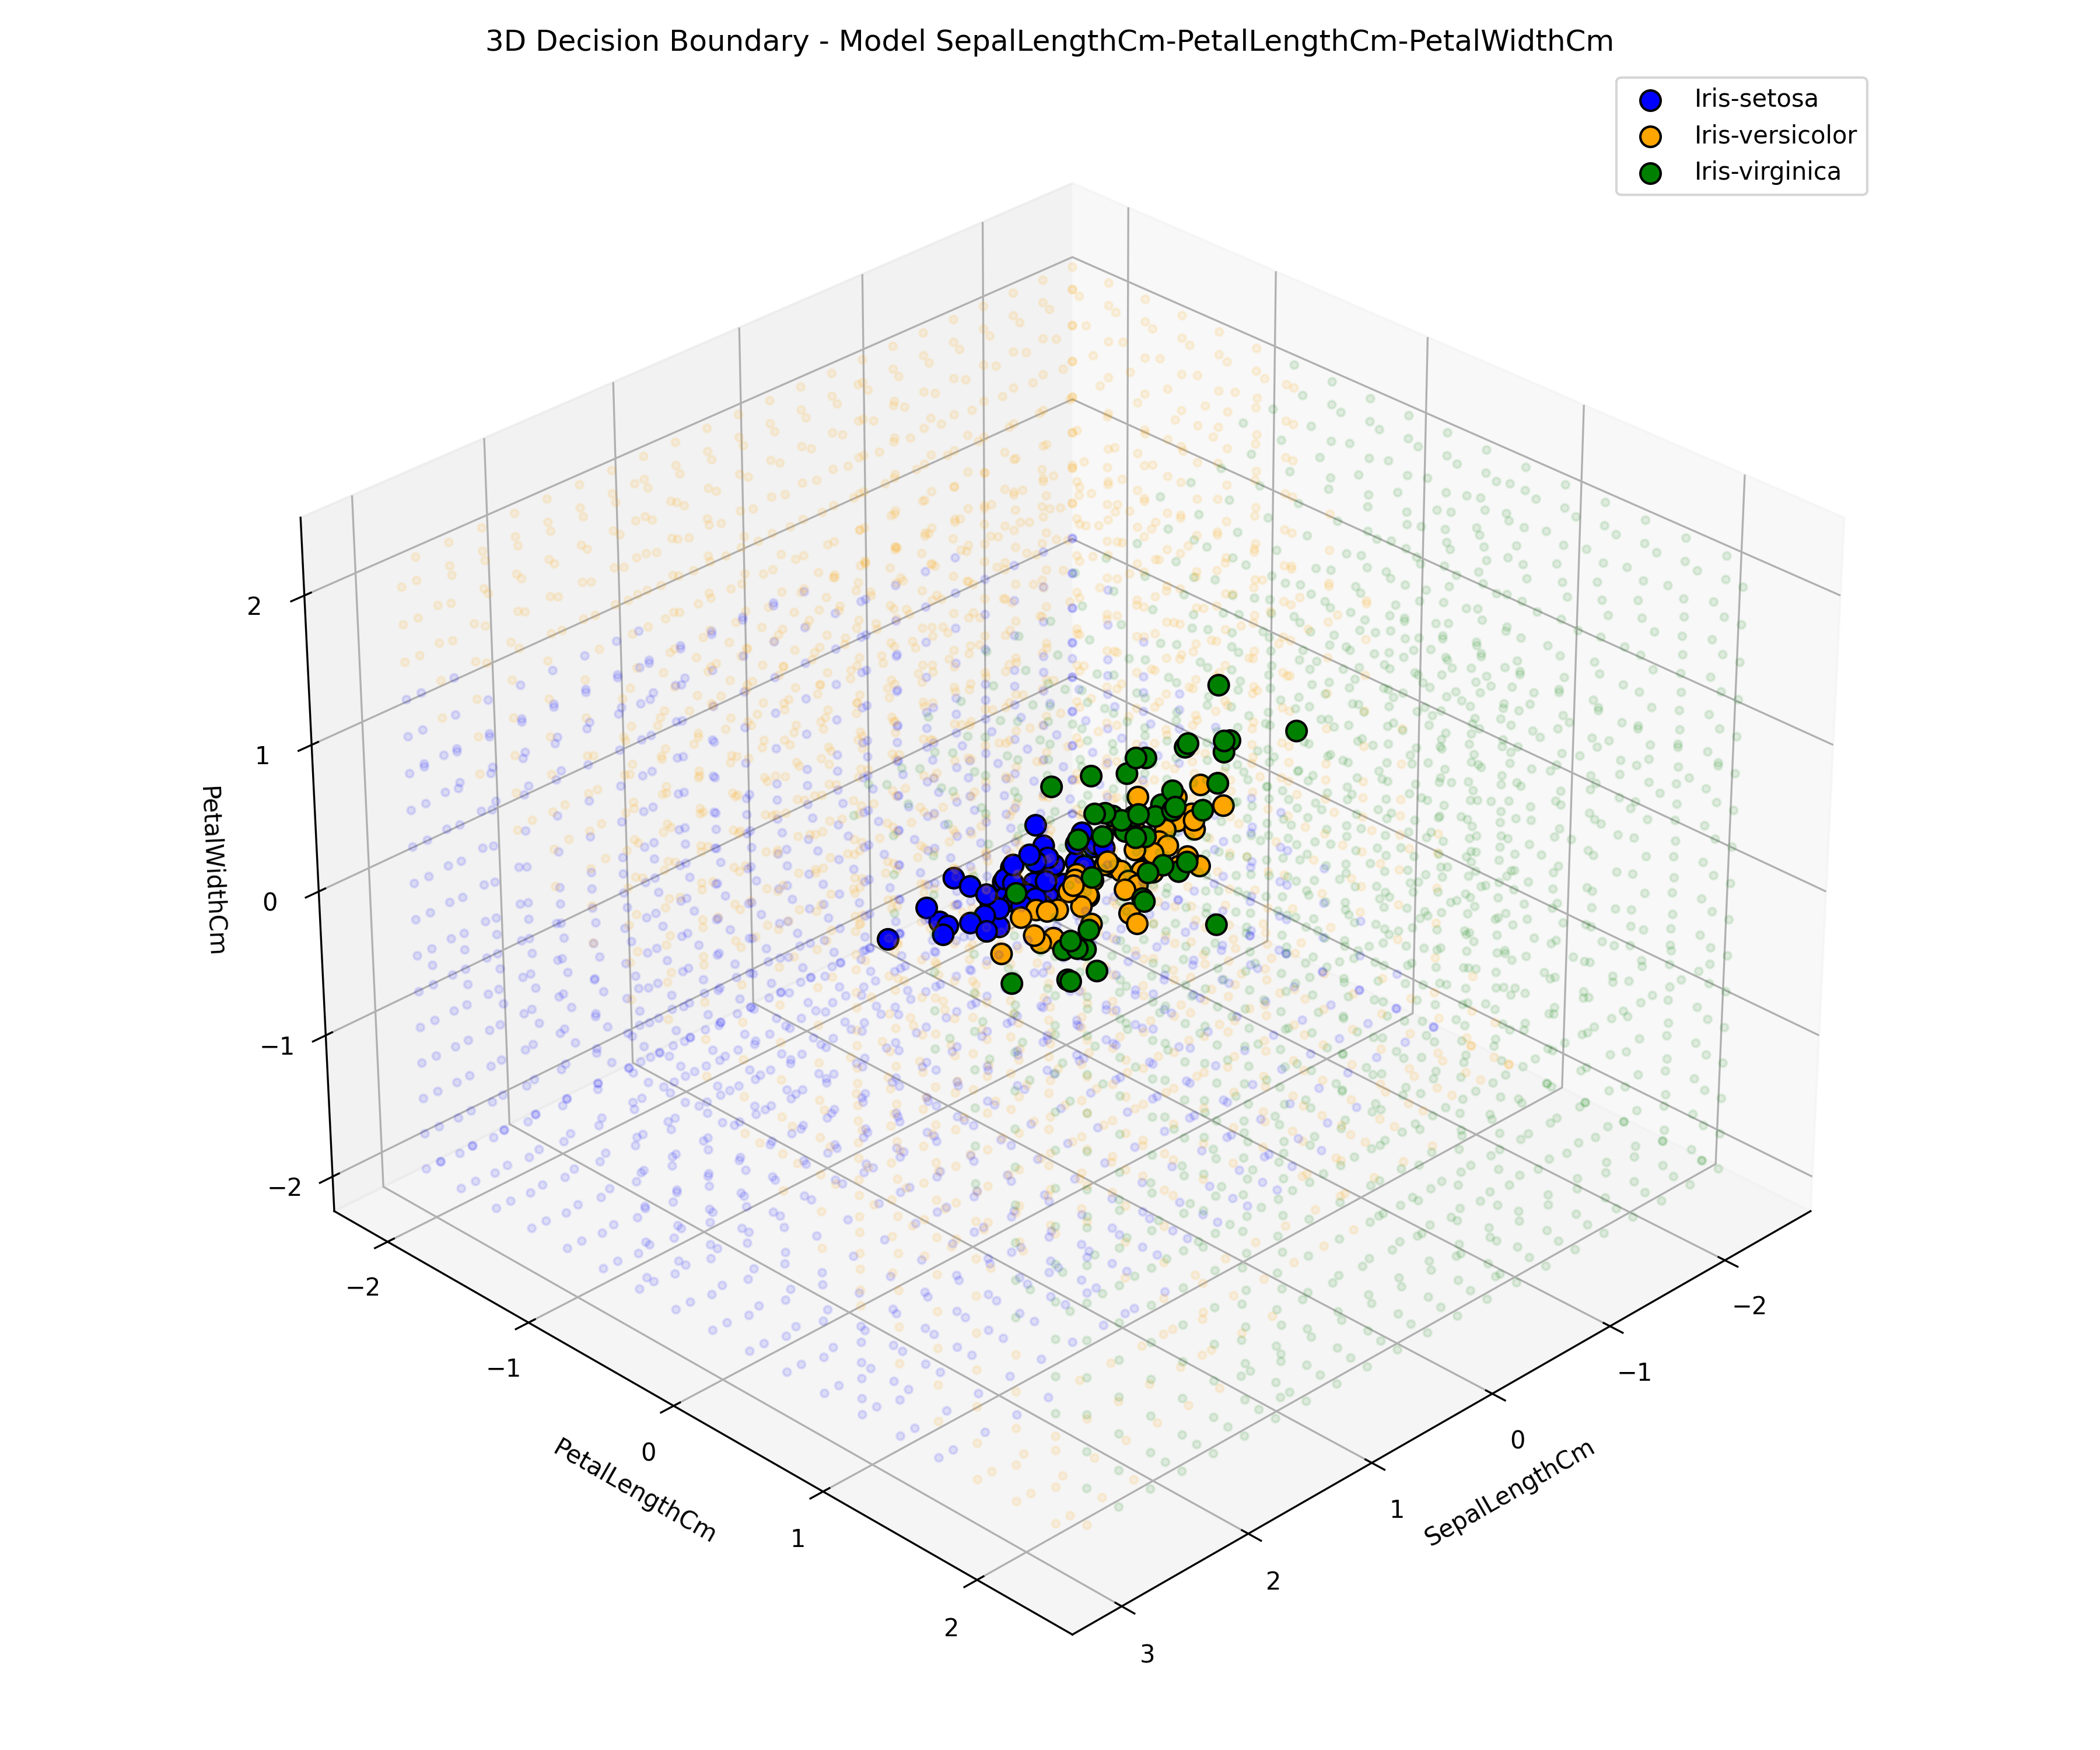 3D Decision Boundary - Model SepalLengthCm-PetalLengthCm-PetalWidthCm
Iris-setosa
Iris-versicolor
Iris-virginica
2
1
0
−1
−2
PetalWidthCm
−2
−1
0
1
2
PetalLengthCm
−2
−1
0
1
2
3
SepalLengthCm